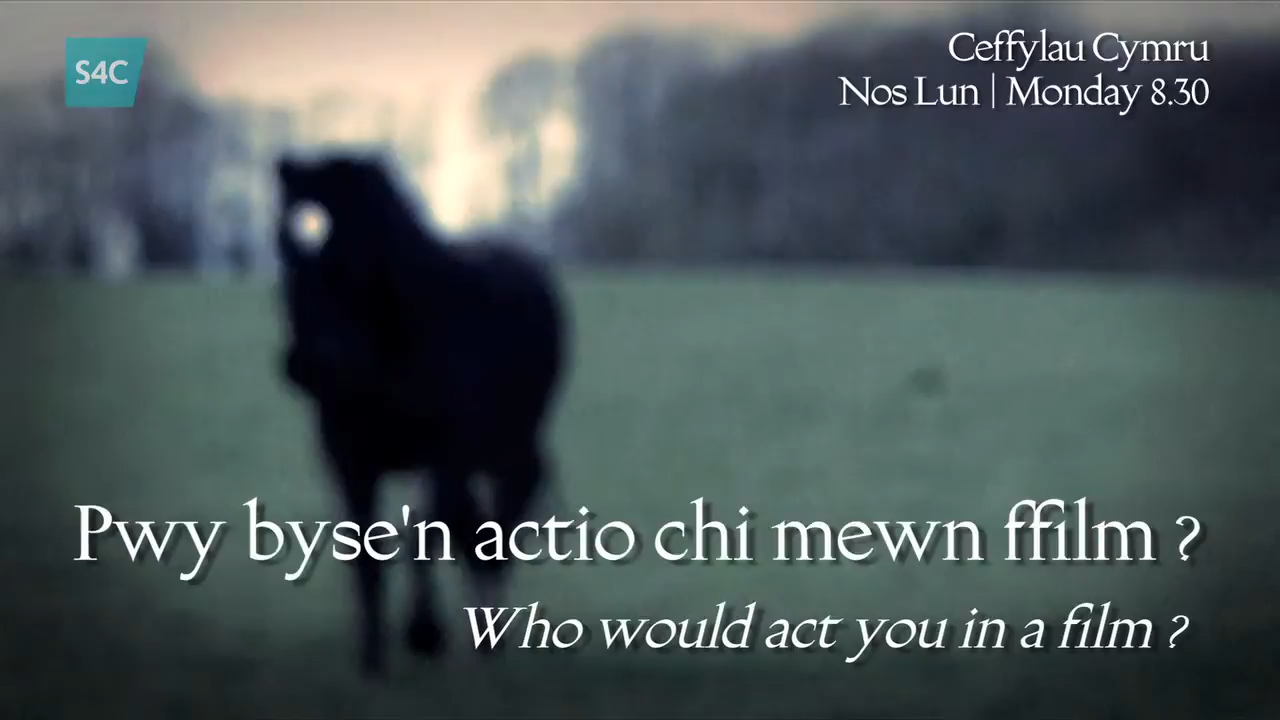 S4C
Ceffylau Cymru
Nos Lun | Monday 8.30
Pwy byse'n actio chi mewn ffilm ?
Who would act you in a film ?